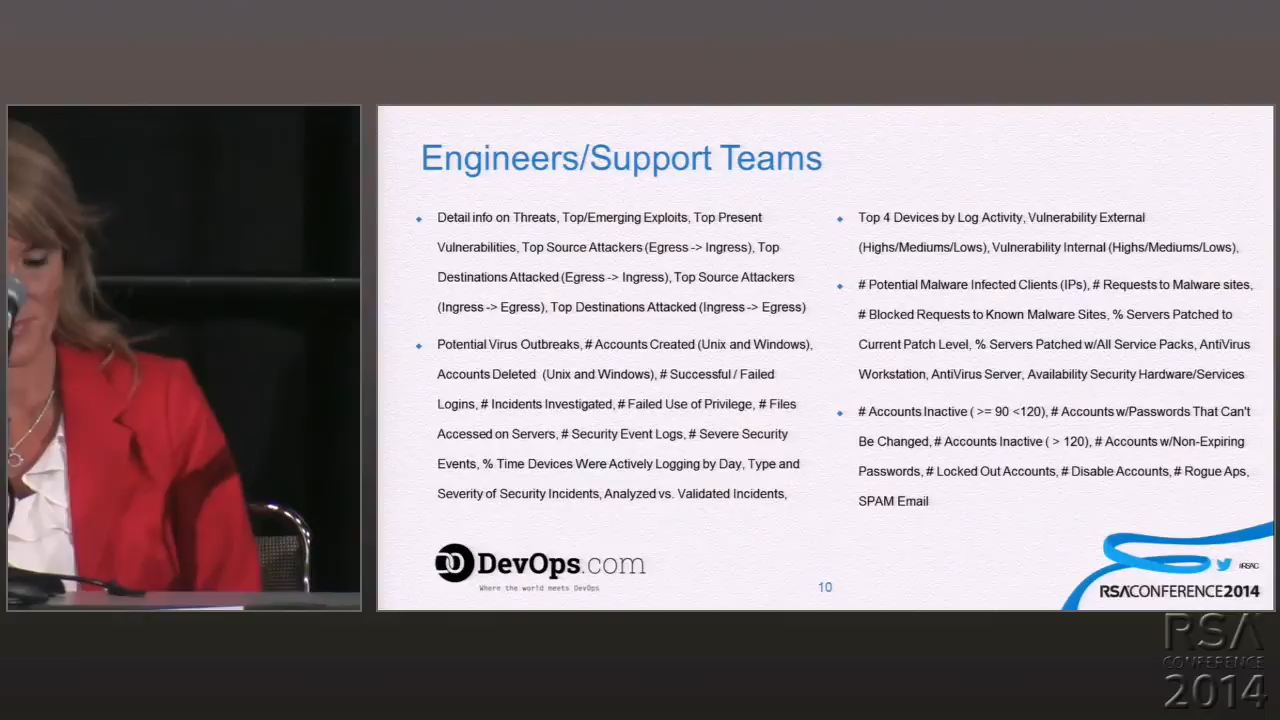 Engineers/Support Teams
Detail info on Threats, Top/Emerging Exploits, Top Present
Vulnerabilities, Top Source Attackers (Egress -> Ingress), Top
Destinations Attacked (Egress -> Ingress), Top Source Attackers
(Ingress -> Egress), Top Destinations Attacked (Ingress -> Egress)
Potential Virus Outbreaks, # Accounts Created (Unix and Windows),
Accounts Deleted (Unix and Windows), # Successful / Failed
Logins, # Incidents Investigated, # Failed Use of Privilege, # Files
Accessed on Servers, # Security Event Logs, # Severe Security
Events, % Time Devices Were Actively Logging by Day, Type and
Severity of Security Incidents, Analyzed vs. Validated Incidents,
Top 4 Devices by Log Activity, Vulnerability External
(Highs/Mediums/Lows), Vulnerability Internal (Highs/Mediums/Lows),
# Potential Malware Infected Clients (IPs), # Requests to Malware sites,
# Blocked Requests to Known Malware Sites, % Servers Patched to
Current Patch Level, % Servers Patched w/All Service Packs, AntiVirus
Workstation, AntiVirus Server, Availability Security Hardware/Services
# Accounts Inactive ( >= 90 <120), # Accounts w/Passwords That Can't
Be Changed, # Accounts Inactive ( > 120), # Accounts w/Non-Expiring
Passwords, # Locked Out Accounts, # Disable Accounts, # Rogue Aps,
SPAM Email
DevOps.com
Where the world meets DevOps
10
#RSAC
RSACONFERENCE2014
RSA
CONFERENCE
2014